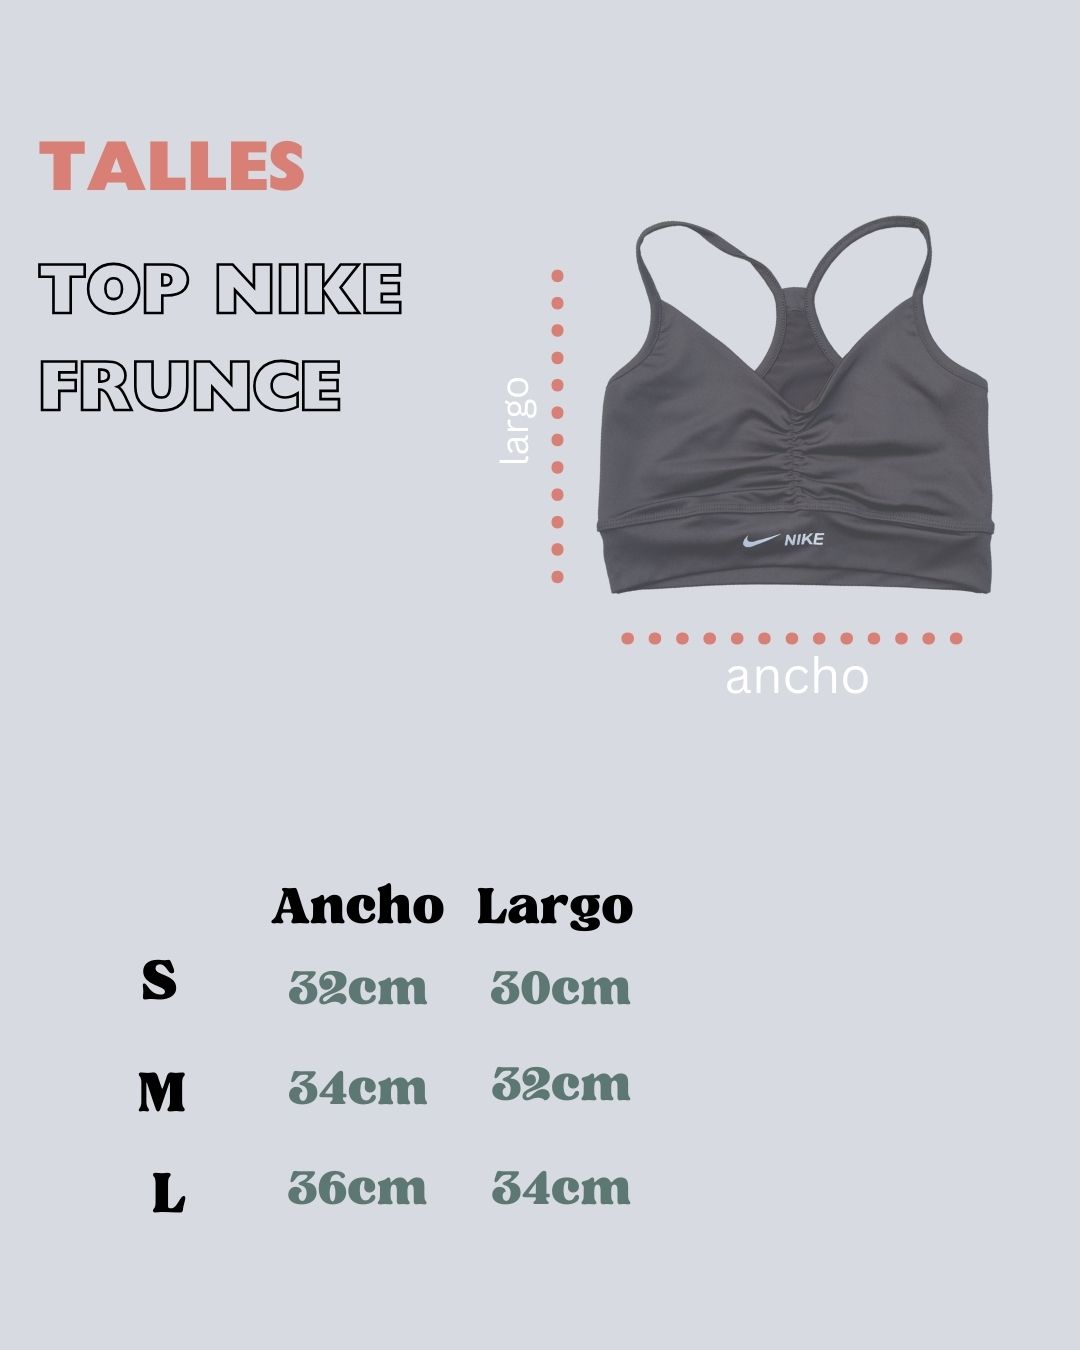 TALLES
TOP NIKE
FRUNCE
largo
NIKE
ancho
Ancho Largo
S 32cm 30cm
M 34cm 32cm
L 36cm 34cm